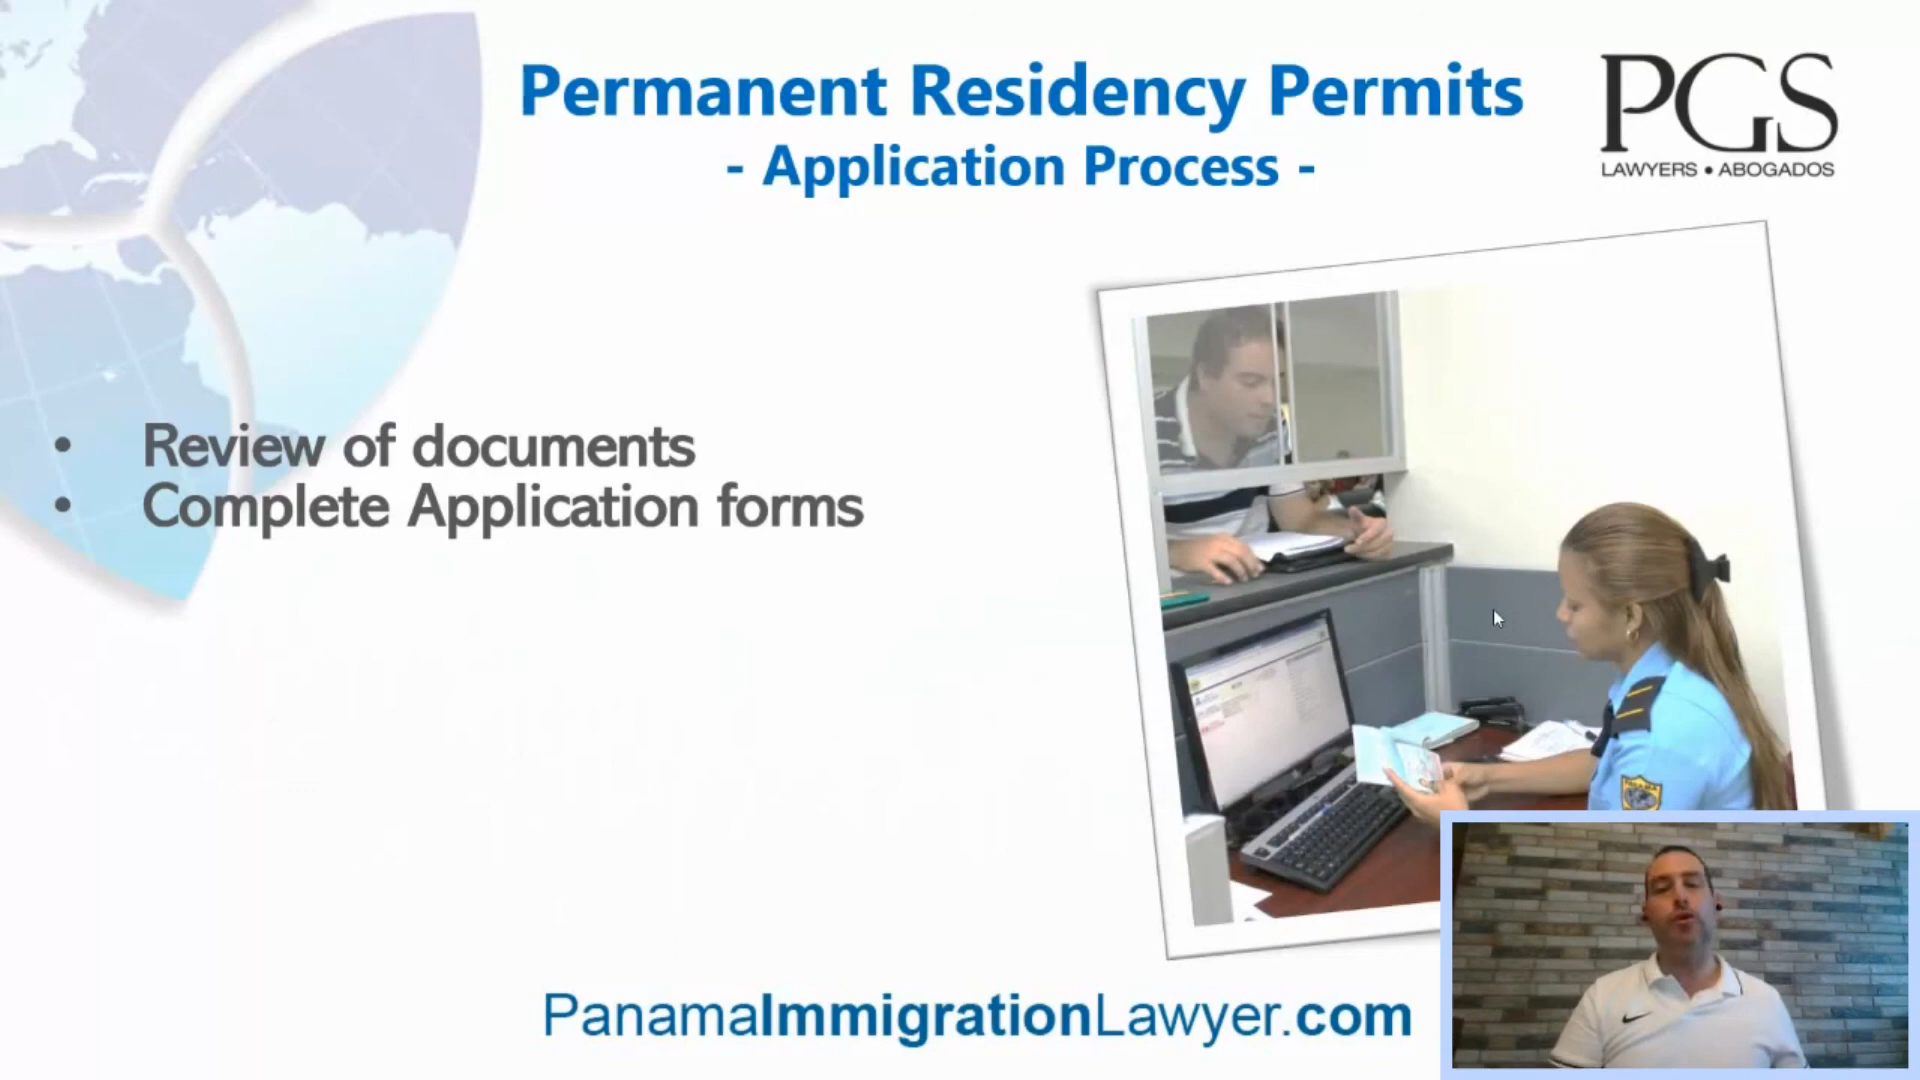 Permanent Residency Permits
- Application Process -
PGS
LAWYERS • ABOGADOS
• Review of documents
• Complete Application forms
PanamaImmigrationLawyer.com